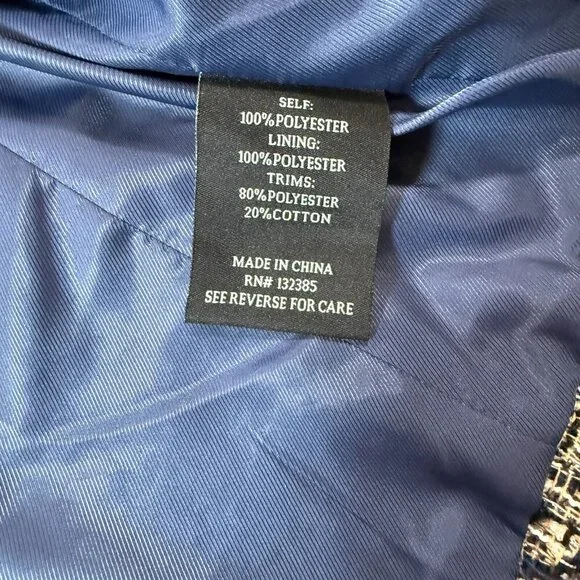 SELF:
100%POLYESTER
LINING:
100%POLYESTER
TRIMS:
80%POLYESTER
20%COTTON
MADE IN CHINA
RN# 132385
SEE REVERSE FOR CARE